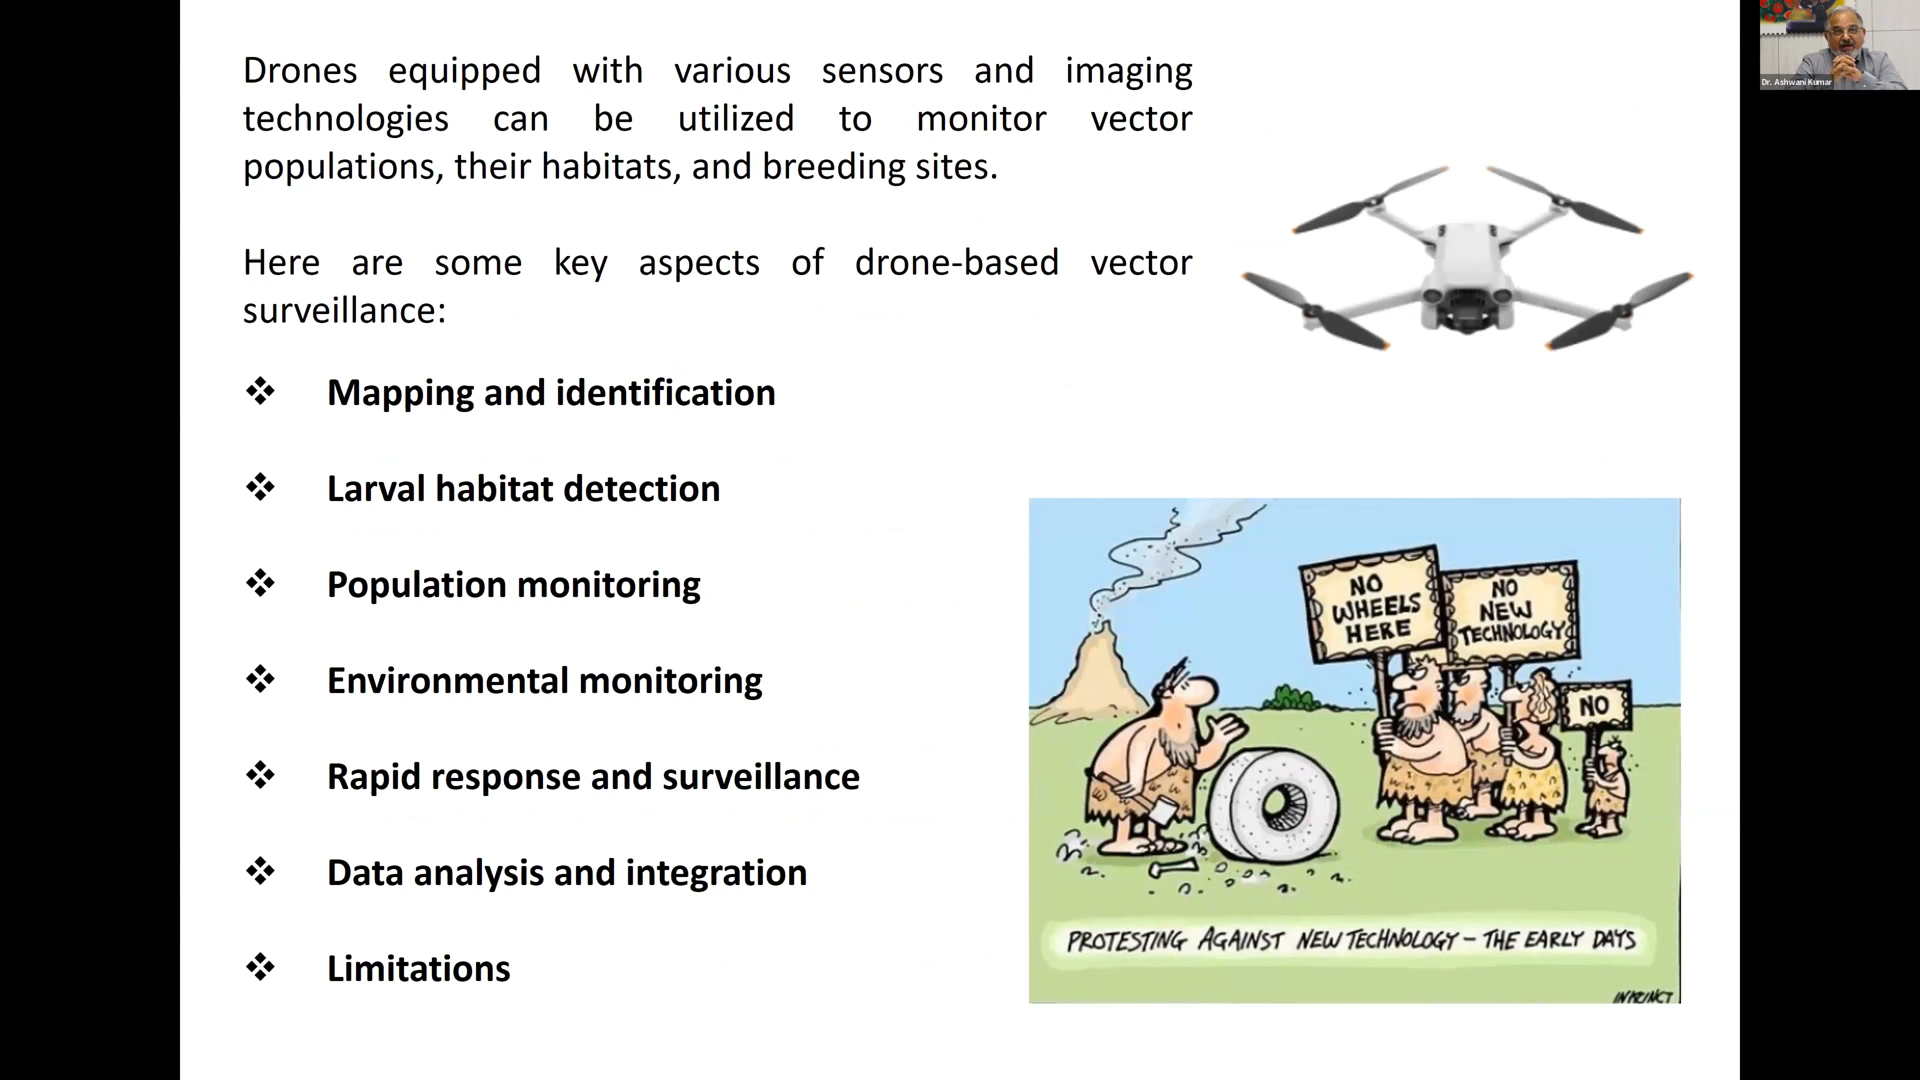 Drones equipped with various sensors and imaging
technologies can be utilized to monitor vector
populations, their habitats, and breeding sites.
Here are some key aspects of drone-based vector
surveillance:
❖ Mapping and identification
❖ Larval habitat detection
❖ Population monitoring
❖ Environmental monitoring
❖ Rapid response and surveillance
❖ Data analysis and integration
❖ Limitations
Dr. Ashwani Kumar
NO
WHEELS
HERE
NO
NEW
TECHNOLOGY
NO
PROTESTING AGAINST NEW TECHNOLOGY – THE EARLY DAYS